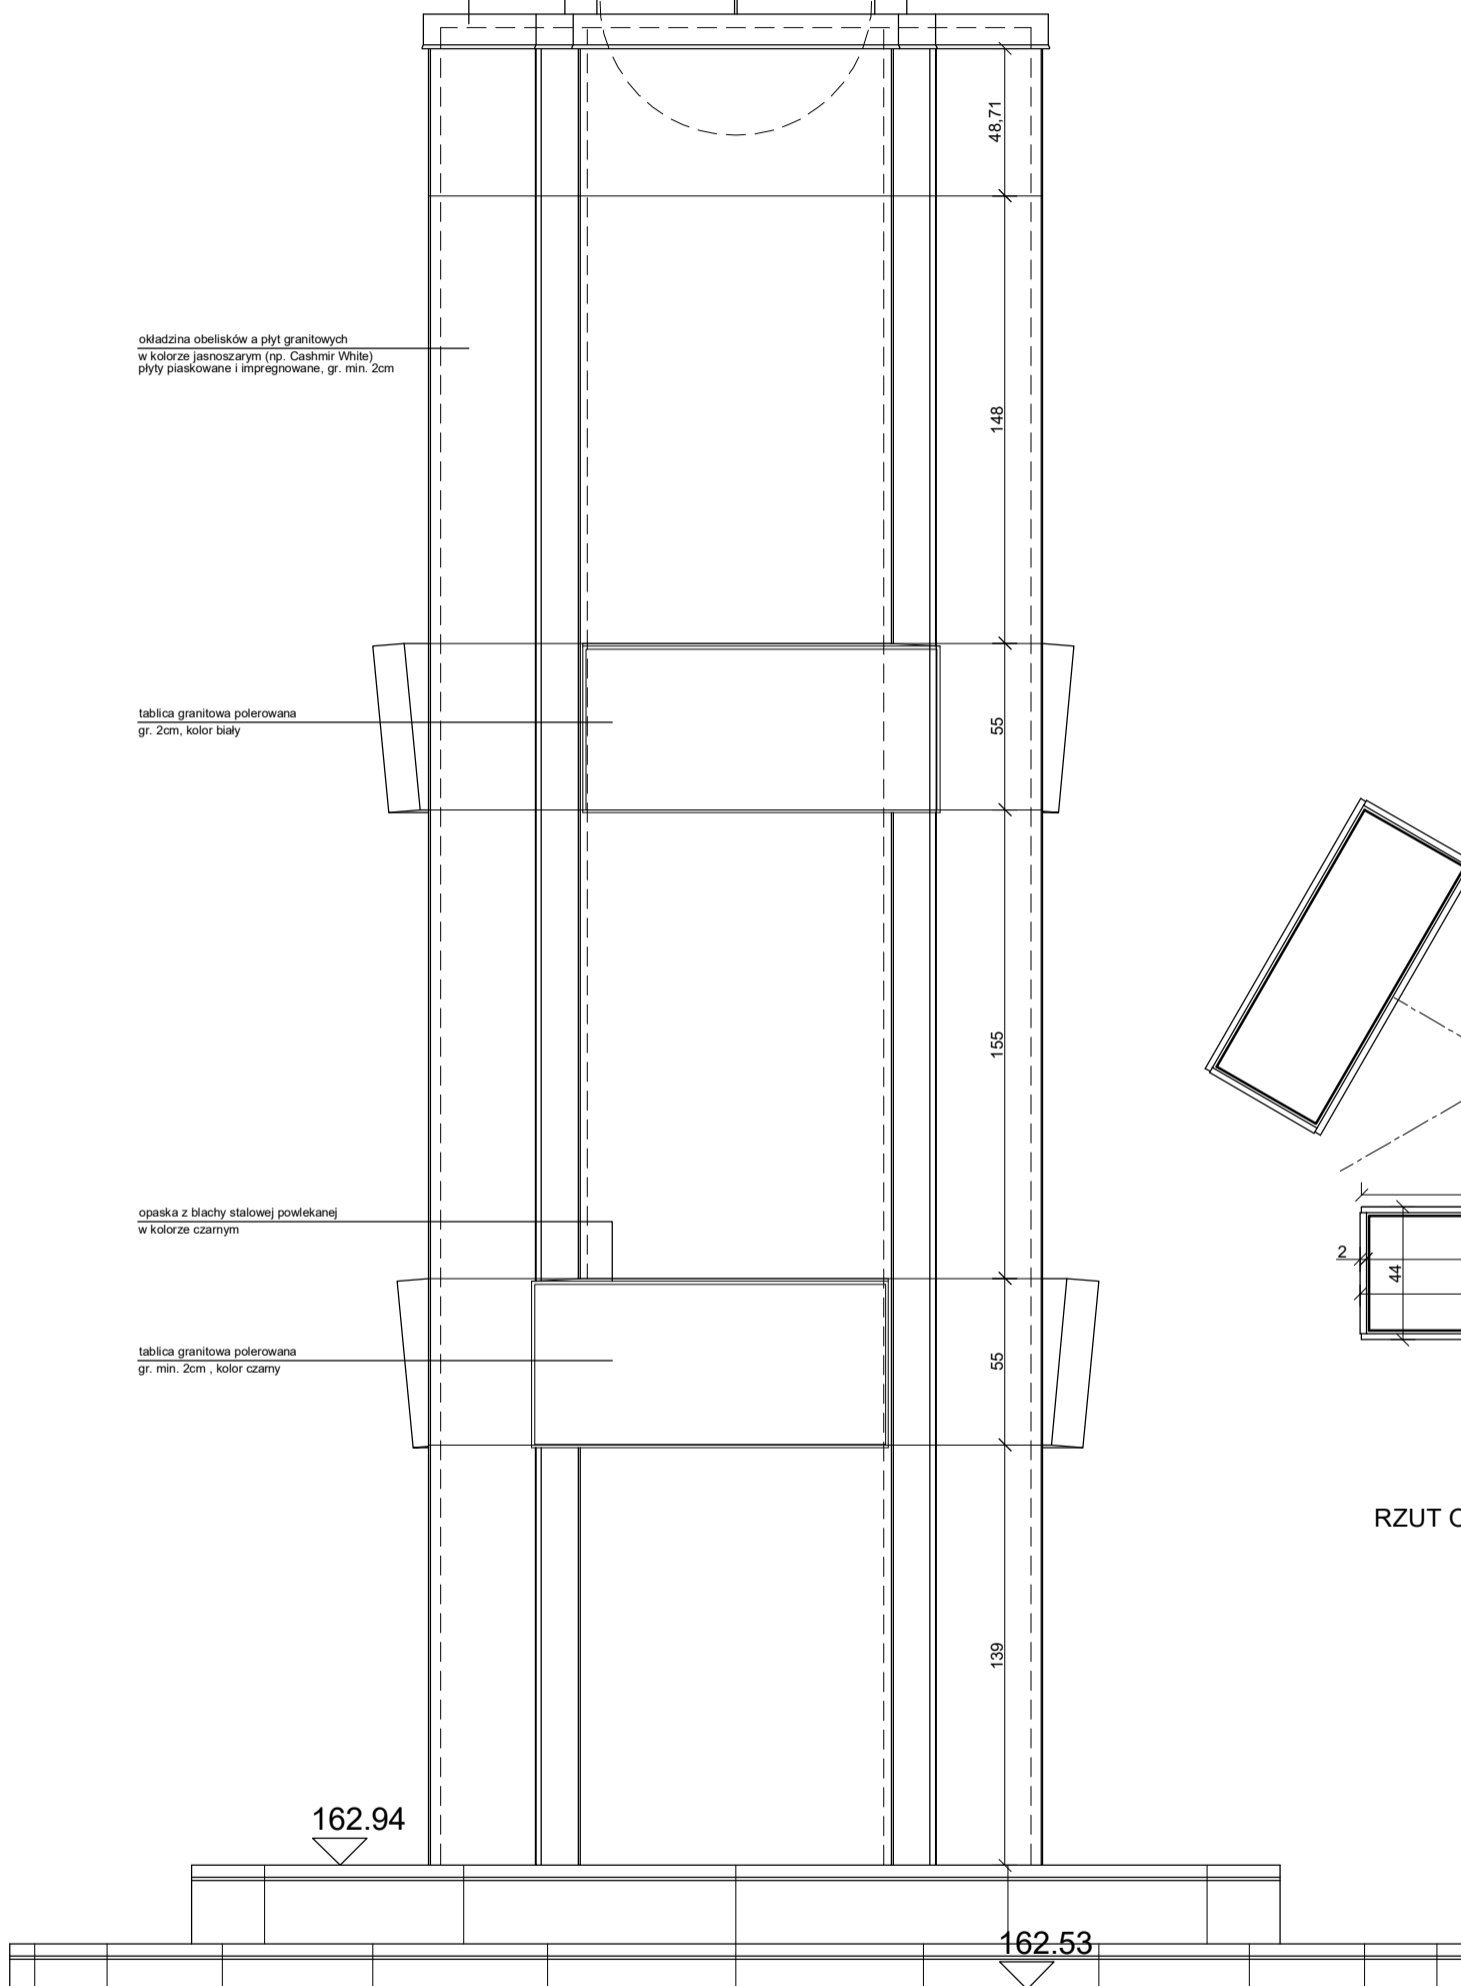 48,71
okładzina obelisków a płyt granitowych
w kolorze jasnoszarym (np. Cashmir White)
płyty piaskowane i impregnowane, gr. min. 2cm
148
tablica granitowa polerowana
gr. 2cm, kolor biały
55
155
opaska z blachy stalowej powlekanej
w kolorze czarnym
2
44
tablica granitowa polerowana
gr. min. 2cm , kolor czarny
55
RZUT
139
162.94
162.53